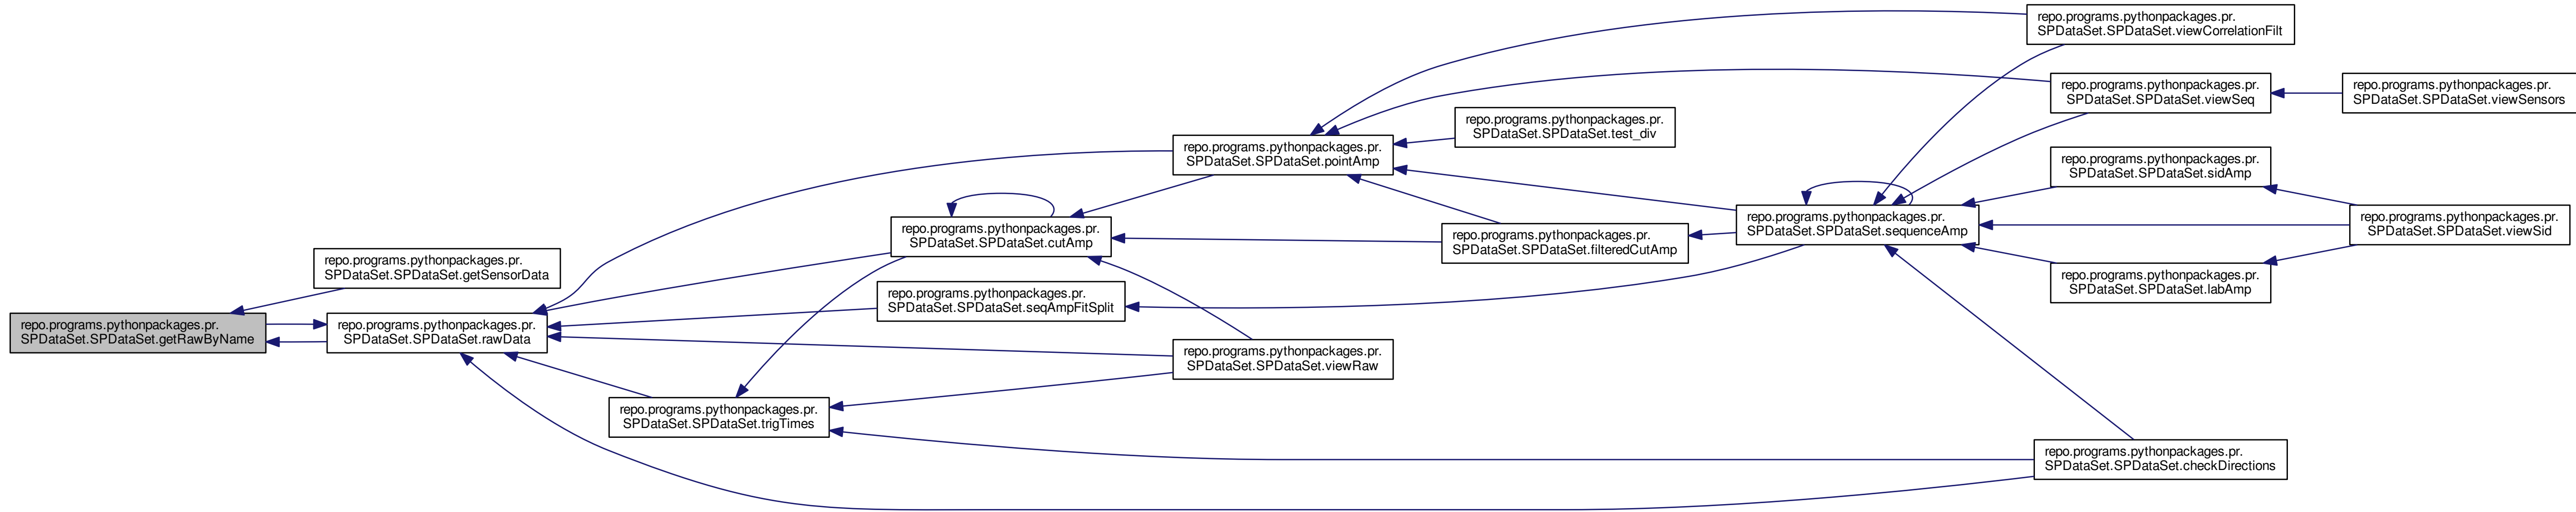 repo.programs.pythonpackages.pr.
SPDataSet.SPDataSet.getRawByName
repo.programs.pythonpackages.pr.
SPDataSet.SPDataSet.getSensorData
repo.programs.pythonpackages.pr.
SPDataSet.SPDataSet.rawData
repo.programs.pythonpackages.pr.
SPDataSet.SPDataSet.trigTimes
repo.programs.pythonpackages.pr.
SPDataSet.SPDataSet.cutAmp
repo.programs.pythonpackages.pr.
SPDataSet.SPDataSet.seqAmpFitSplit
repo.programs.pythonpackages.pr.
SPDataSet.SPDataSet.pointAmp
repo.programs.pythonpackages.pr.
SPDataSet.SPDataSet.viewRaw
repo.programs.pythonpackages.pr.
SPDataSet.SPDataSet.test_div
repo.programs.pythonpackages.pr.
SPDataSet.SPDataSet.filteredCutAmp
repo.programs.pythonpackages.pr.
SPDataSet.SPDataSet.sequenceAmp
repo.programs.pythonpackages.pr.
SPDataSet.SPDataSet.viewCorrelationFilt
repo.programs.pythonpackages.pr.
SPDataSet.SPDataSet.viewSeq
repo.programs.pythonpackages.pr.
SPDataSet.SPDataSet.sidAmp
repo.programs.pythonpackages.pr.
SPDataSet.SPDataSet.labAmp
repo.programs.pythonpackages.pr.
SPDataSet.SPDataSet.checkDirections
repo.programs.pythonpackages.pr.
SPDataSet.SPDataSet.viewSensors
repo.programs.pythonpackages.pr.
SPDataSet.SPDataSet.viewSid